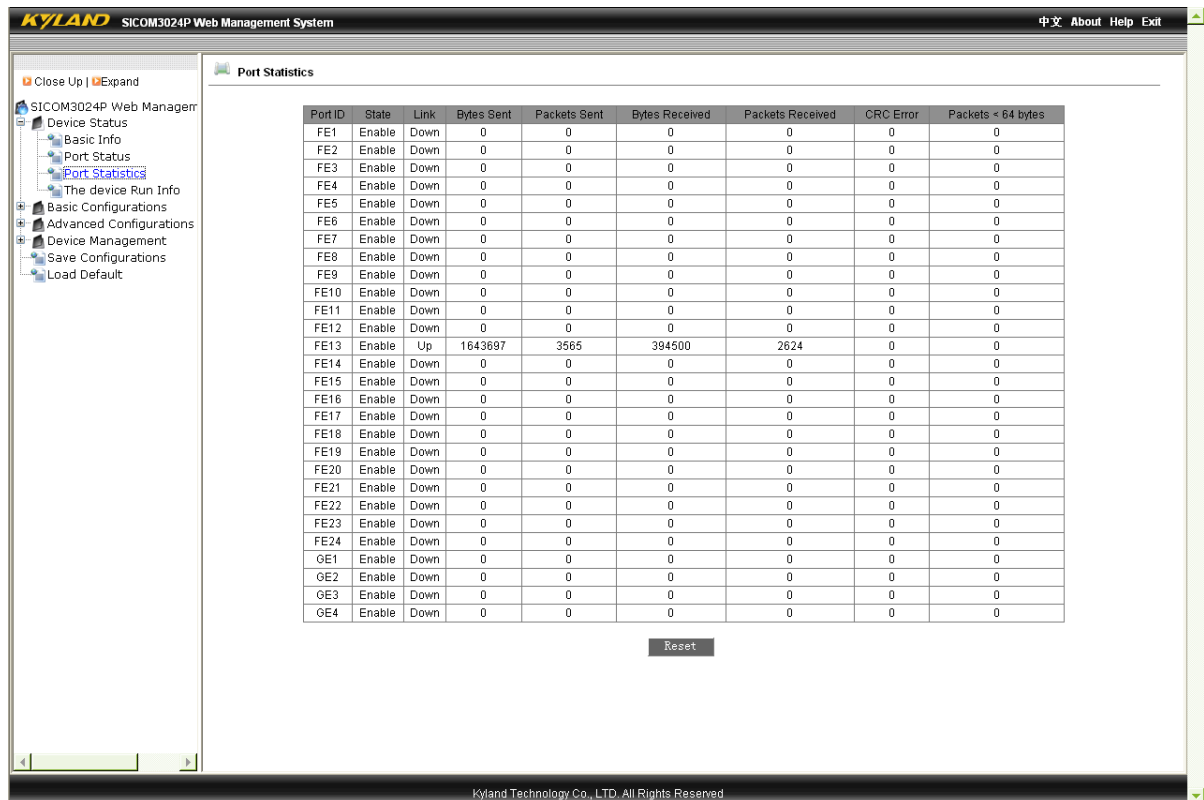 KYLAND SICOM3024P Web Management System 中文 About Help Exit
Close Up | Expand
SICOM3024P Web Managem
Device Status
Basic Info
Port Status
Port Statistics
The device Run Info
Basic Configurations
Advanced Configurations
Device Management
Save Configurations
Load Default
Port Statistics
Port ID State Link Bytes Sent Packets Sent Bytes Received Packets Received CRC Error Packets < 64 bytes
FE1 Enable Down 0 0 0 0 0 0
FE2 Enable Down 0 0 0 0 0 0
FE3 Enable Down 0 0 0 0 0 0
FE4 Enable Down 0 0 0 0 0 0
FE5 Enable Down 0 0 0 0 0 0
FE6 Enable Down 0 0 0 0 0 0
FE7 Enable Down 0 0 0 0 0 0
FE8 Enable Down 0 0 0 0 0 0
FE9 Enable Down 0 0 0 0 0 0
FE10 Enable Down 0 0 0 0 0 0
FE11 Enable Down 0 0 0 0 0 0
FE12 Enable Down 0 0 0 0 0 0
FE13 Enable Up 1643697 3565 394500 2624 0 0
FE14 Enable Down 0 0 0 0 0 0
FE15 Enable Down 0 0 0 0 0 0
FE16 Enable Down 0 0 0 0 0 0
FE17 Enable Down 0 0 0 0 0 0
FE18 Enable Down 0 0 0 0 0 0
FE19 Enable Down 0 0 0 0 0 0
FE20 Enable Down 0 0 0 0 0 0
FE21 Enable Down 0 0 0 0 0 0
FE22 Enable Down 0 0 0 0 0 0
FE23 Enable Down 0 0 0 0 0 0
FE24 Enable Down 0 0 0 0 0 0
GE1 Enable Down 0 0 0 0 0 0
GE2 Enable Down 0 0 0 0 0 0
GE3 Enable Down 0 0 0 0 0 0
GE4 Enable Down 0 0 0 0 0 0
Reset
Kyland Technology Co., LTD. All Rights Reserved